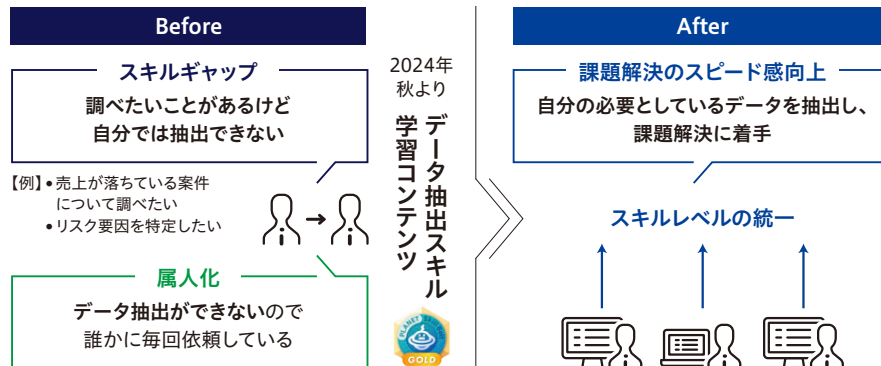 Before
スキルギャップ
調べたいことがあるけど
自分では抽出できない
【例】•売上が落ちている案件
について調べたい
•リスク要因を特定したい
属人化
データ抽出ができないので
誰かに毎回依頼している
2024年
秋より
データ抽出スキル
学習コンテンツ
GOLD
After
課題解決のスピード感向上
自分の必要としているデータを抽出し、
課題解決に着手
スキルレベルの統一